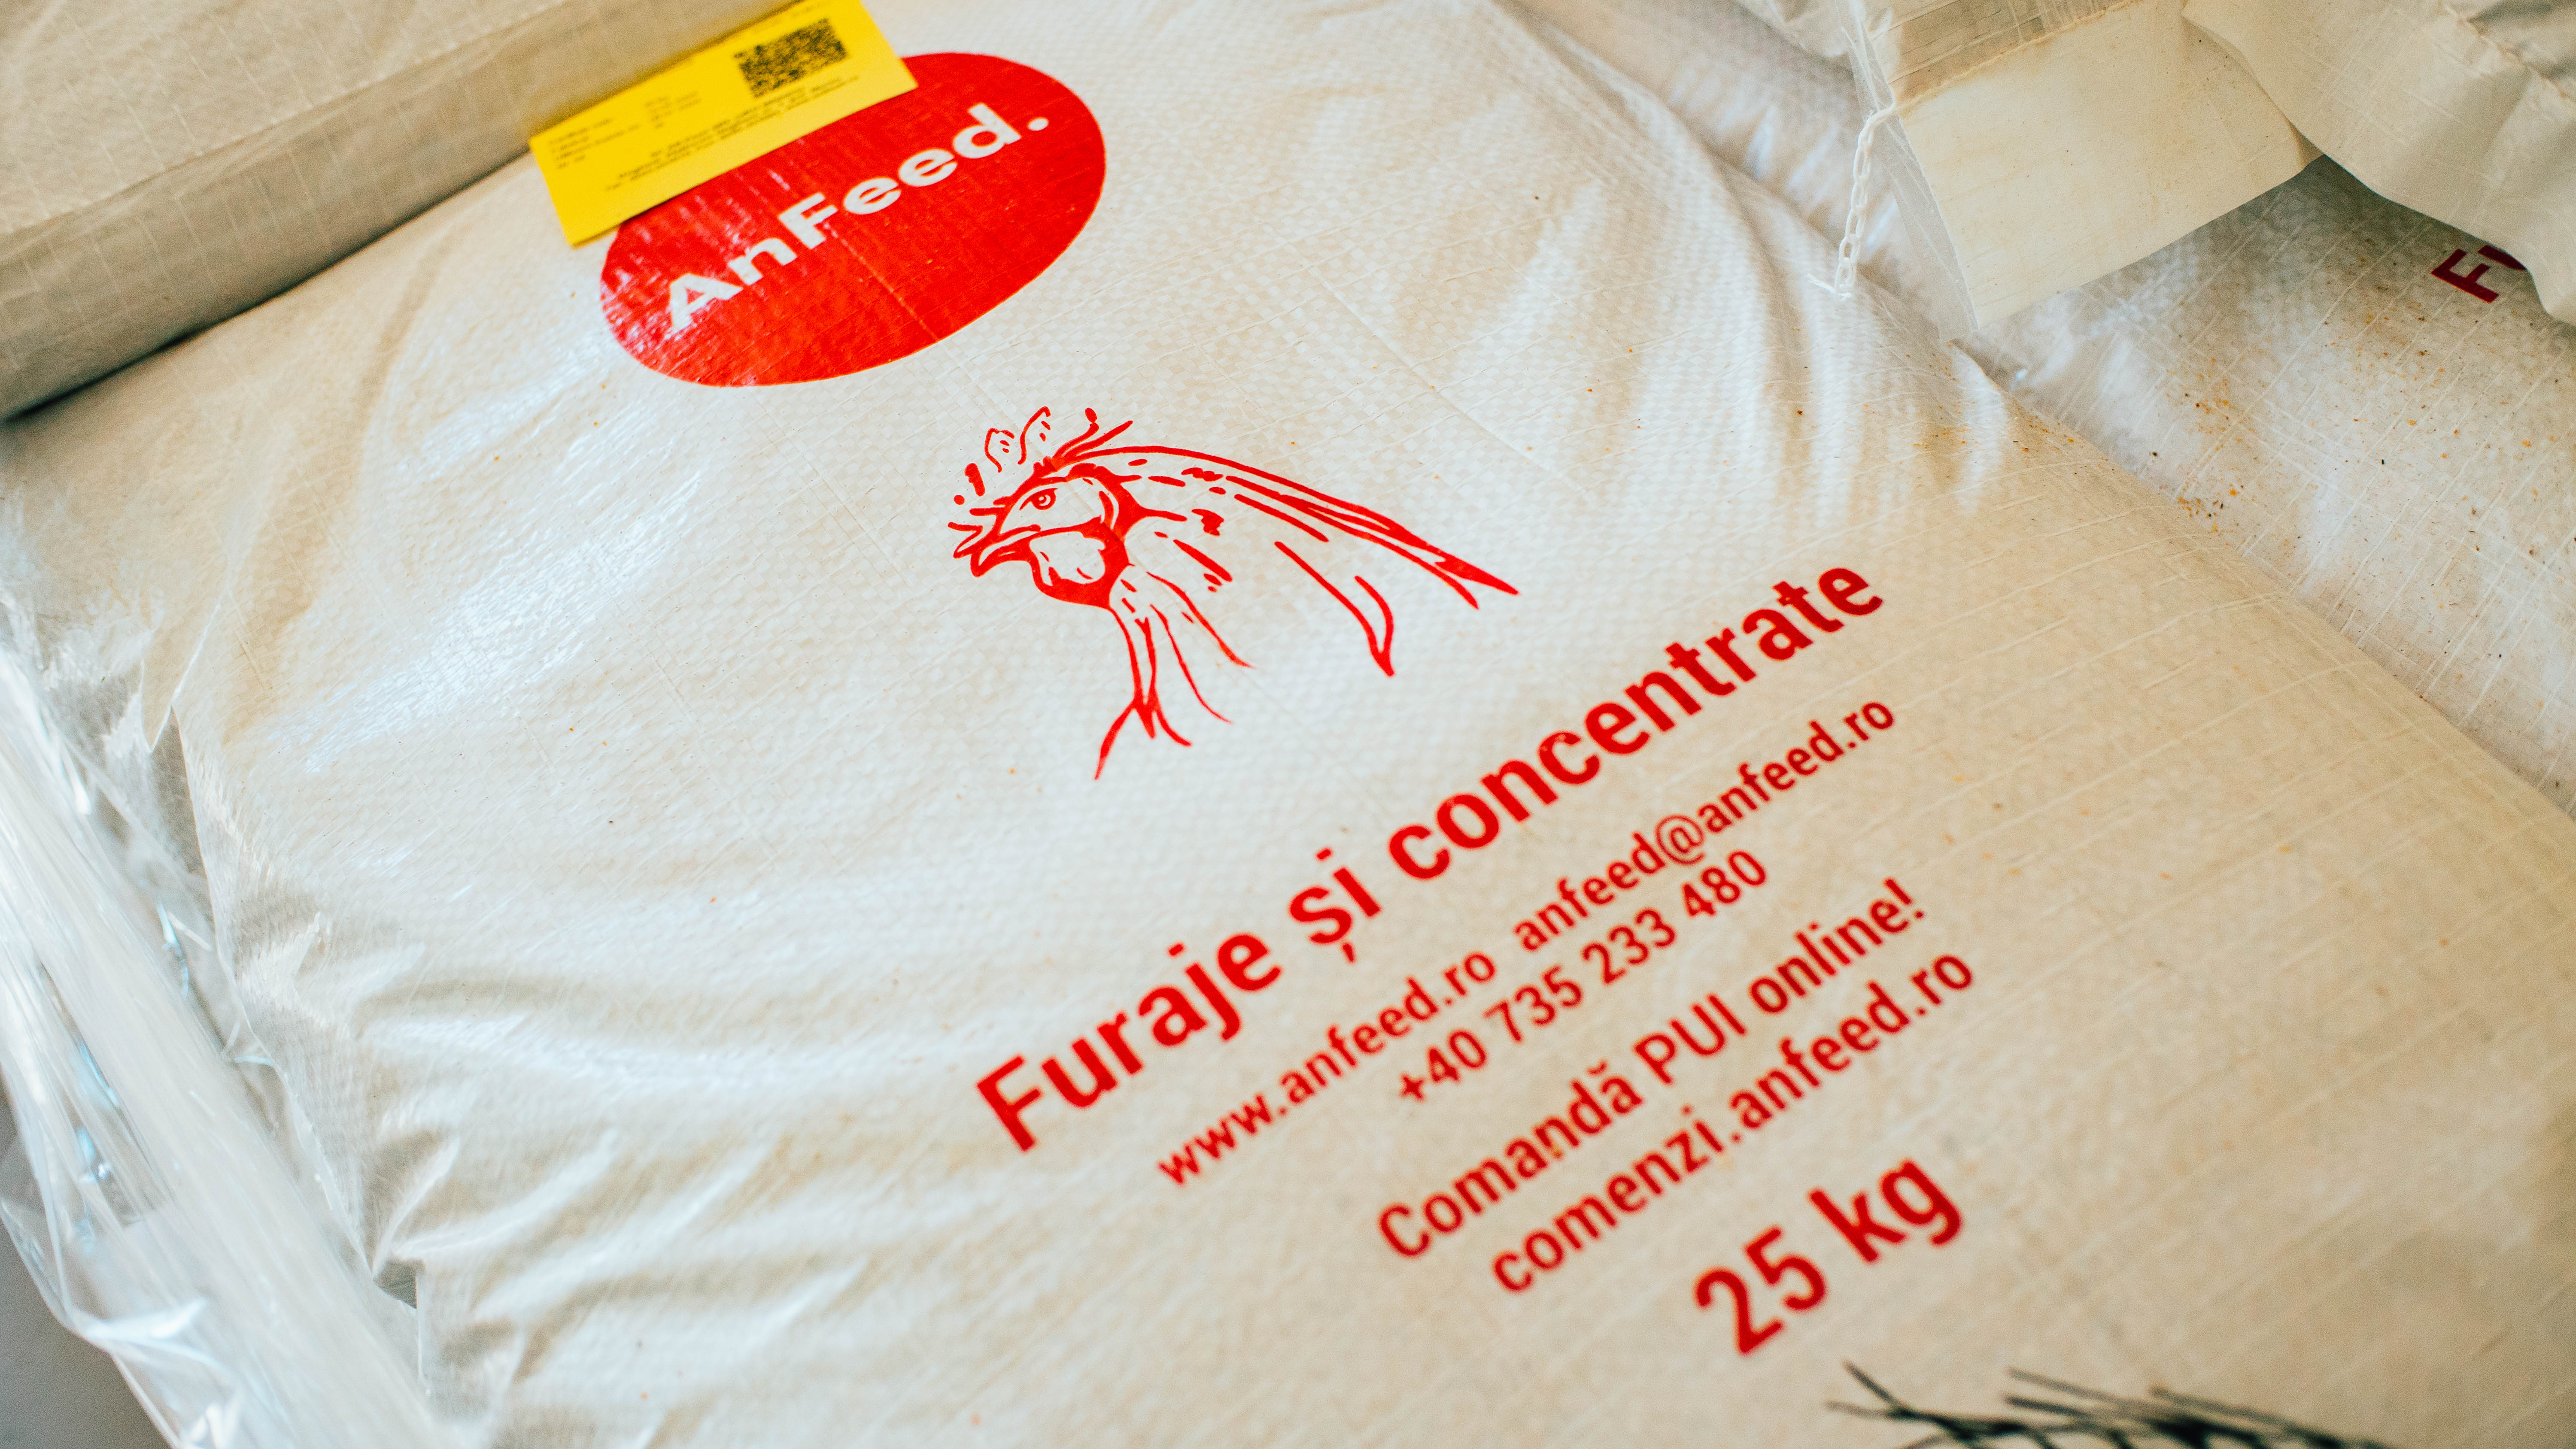 AnFeed.
Furaje și concentrate
www.anfeed.ro anfeed@anfeed.ro
+40 735 233 480
Comandă PUI online!
comenzi.anfeed.ro
25 kg